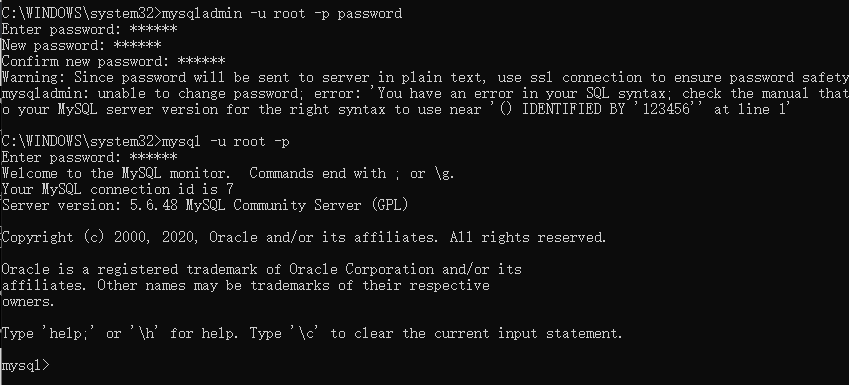 C:\WINDOWS\system32>mysqladmin -u root -p password
Enter password: ******
New password: ******
Confirm new password: ******
Warning: Since password will be sent to server in plain text, use ssl connection to ensure password safety
mysqladmin: unable to change password; error: 'You have an error in your SQL syntax; check the manual that
o your MySQL server version for the right syntax to use near '() IDENTIFIED BY '123456'' at line 1'
C:\WINDOWS\system32>mysql -u root -p
Enter password: ******
Welcome to the MySQL monitor.  Commands end with ; or \g.
Your MySQL connection id is 7
Server version: 5.6.48 MySQL Community Server (GPL)
Copyright (c) 2000, 2020, Oracle and/or its affiliates. All rights reserved.
Oracle is a registered trademark of Oracle Corporation and/or its
affiliates. Other names may be trademarks of their respective
owners.
Type 'help;' or '\h' for help. Type '\c' to clear the current input statement.
mysql>